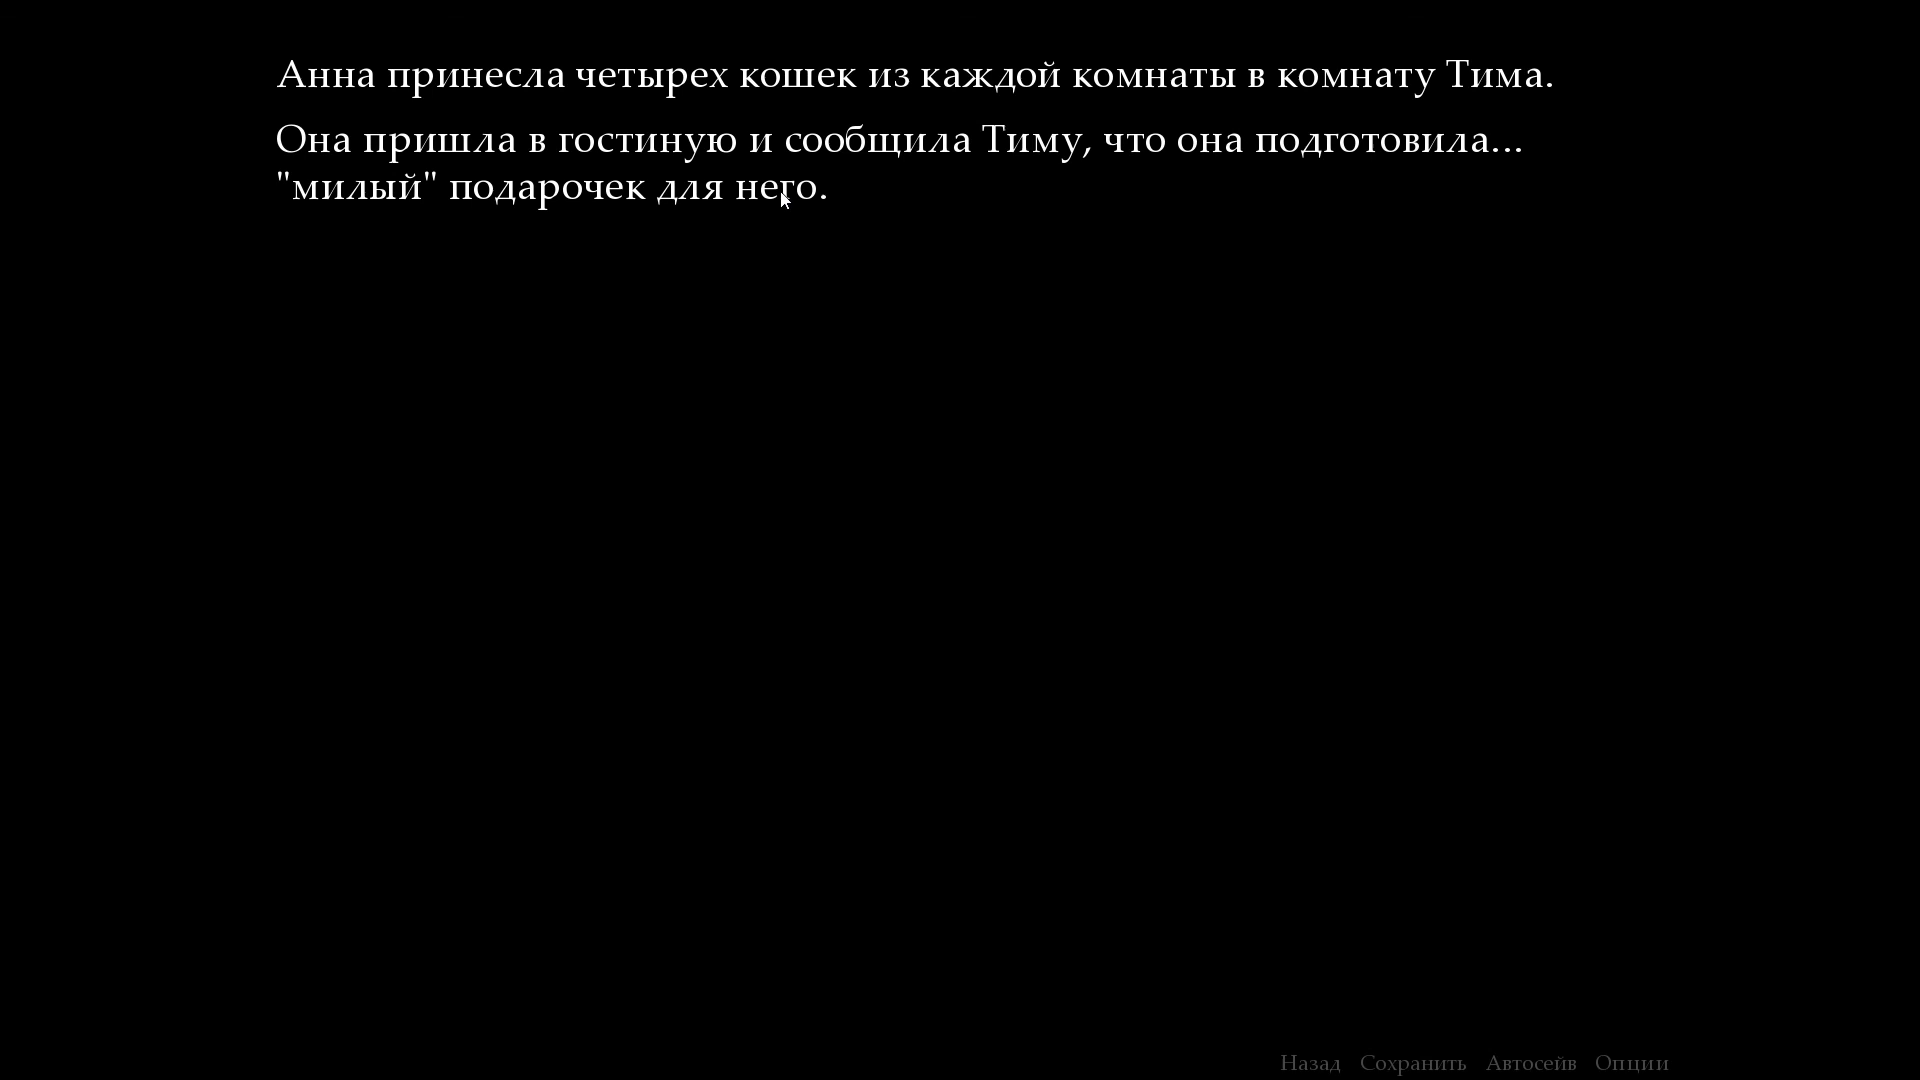 Анна принесла четырех кошек из каждой комнаты в комнату Тима.
Она пришла в гостиную и сообщила Тиму, что она подготовила...
"милый" подарочек для него.
Назад Сохранить Автосейв Опции